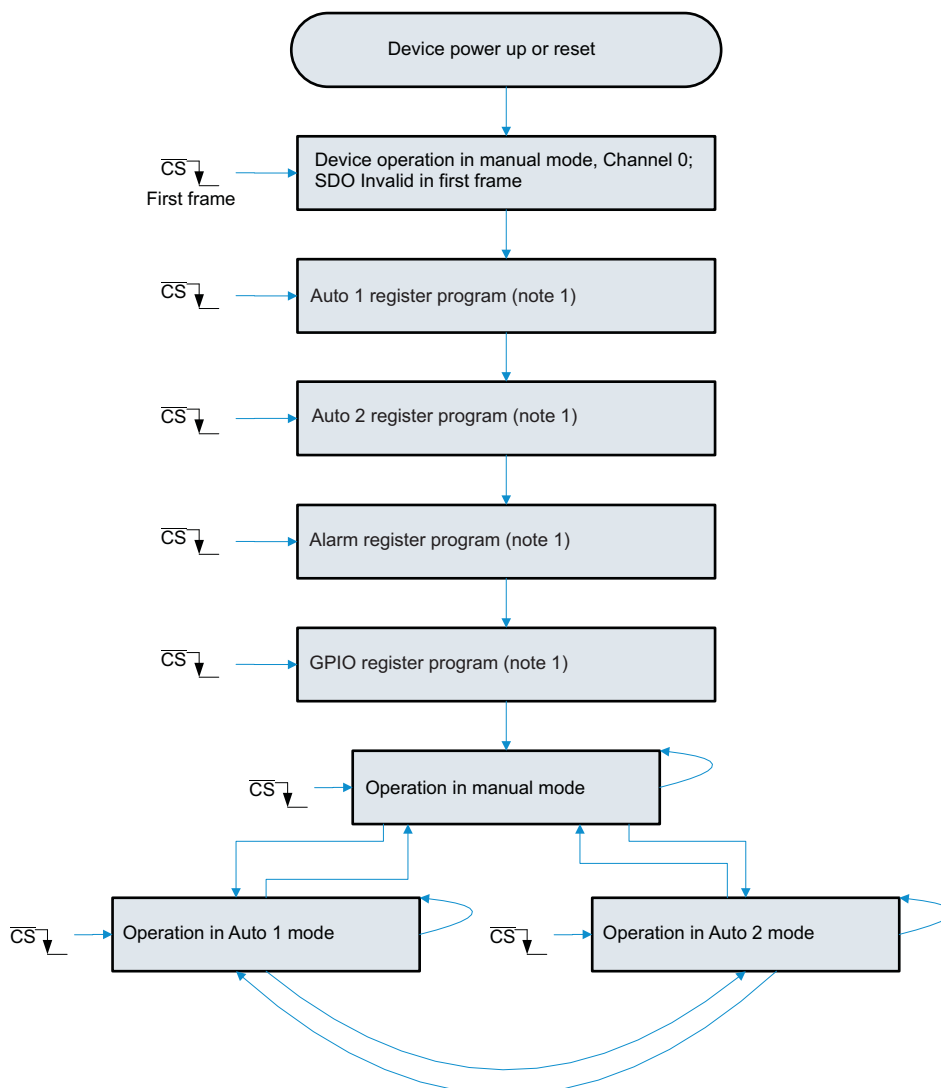 Device power up or reset
CS
First frame
Device operation in manual mode, Channel 0;
SDO Invalid in first frame
CS
Auto 1 register program (note 1)
CS
Auto 2 register program (note 1)
CS
Alarm register program (note 1)
CS
GPIO register program (note 1)
CS
Operation in manual mode
CS
Operation in Auto 1 mode
CS
Operation in Auto 2 mode